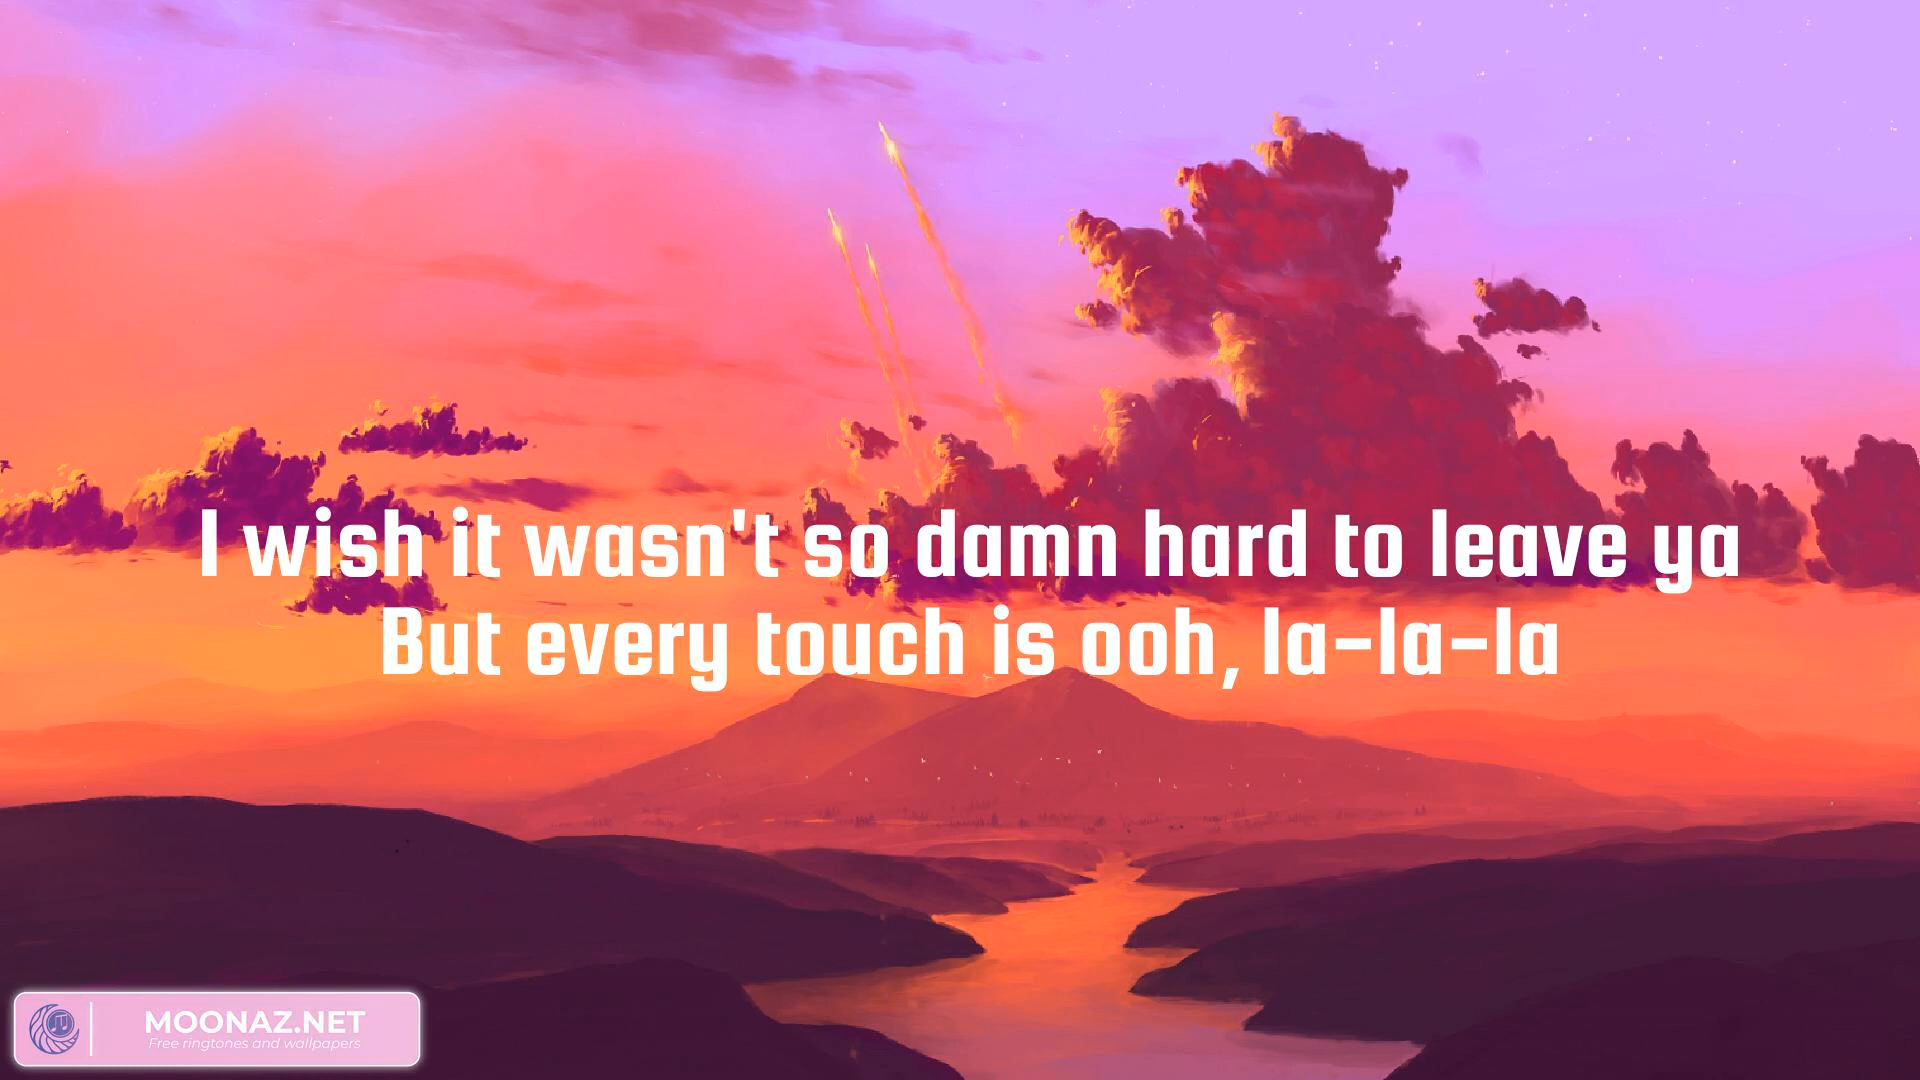 I wish it wasn't so damn hard to leave ya
But every touch is ooh, la-la-la
MOONAZ.NET
Free ringtones and wallpapers